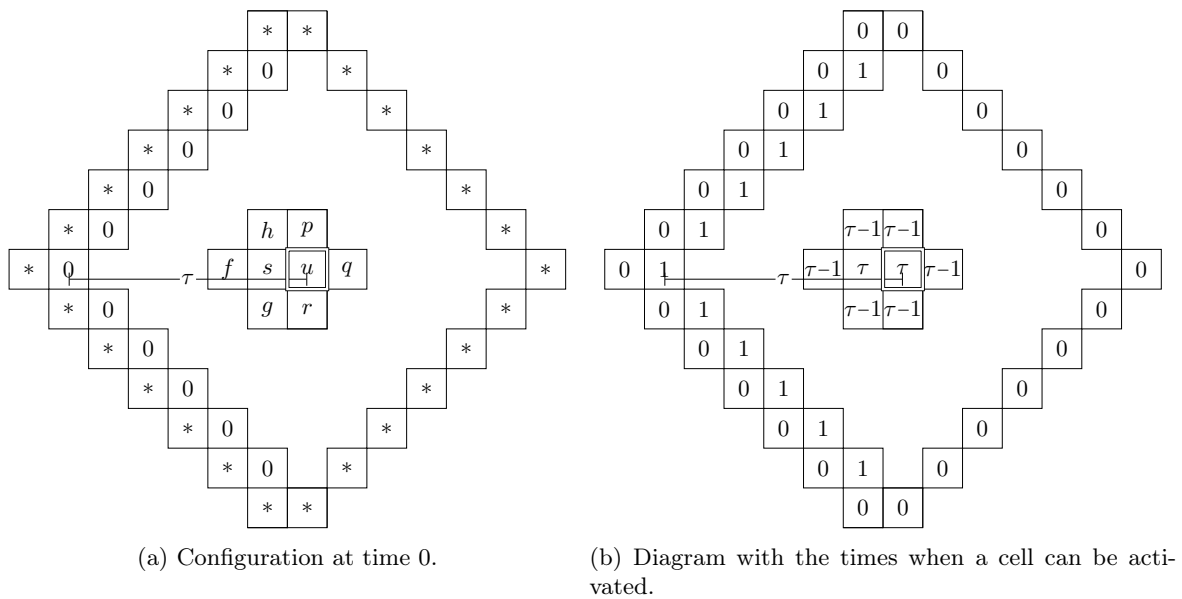 * *
* 0 *
* 0 *
* 0 *
* 0 *
* 0 h p *
* 0 f s u q *
τ
* 0 g r *
* 0 *
* 0 *
* 0 *
* 0 *
* *
(a) Configuration at time 0.
0 0
0 1 0
0 1 0
0 1 0
0 1 0
0 1 τ−1 τ−1 0
0 1 τ−1 τ τ τ−1 0
τ
0 1 τ−1 τ−1 0
0 1 0
0 1 0
0 1 0
0 1 0
0 0
(b) Diagram with the times when a cell can be acti-
vated.